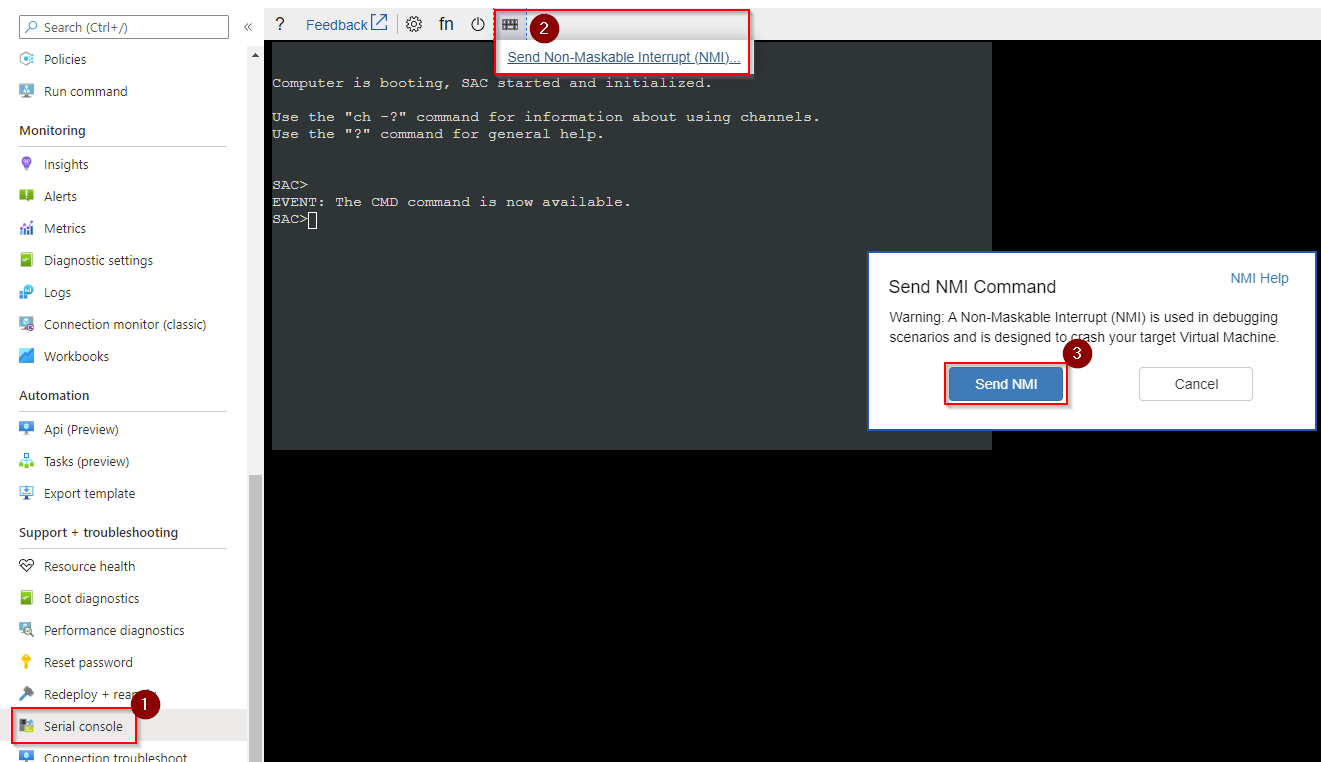 Search (Ctrl+/)
«
Policies
Run command
Monitoring
Insights
Alerts
Metrics
Diagnostic settings
Logs
Connection monitor (classic)
Workbooks
Automation
Api (Preview)
Tasks (preview)
Export template
Support + troubleshooting
Resource health
Boot diagnostics
Performance diagnostics
Reset password
Redeploy +
1
Serial console
Connection troubleshoot
? Feedback fn
2
Send Non-Maskable Interrupt (NMI)...
Computer is booting, SAC started and initialized.
Use the "ch -?" command for information about using channels.
Use the "?" command for general help.
SAC>
EVENT: The CMD command is now available.
SAC>
NMI Help
Send NMI Command
Warning: A Non-Maskable Interrupt (NMI) is used in debugging
scenarios and is designed to crash your target Virtual Machine.
3
Send NMI
Cancel